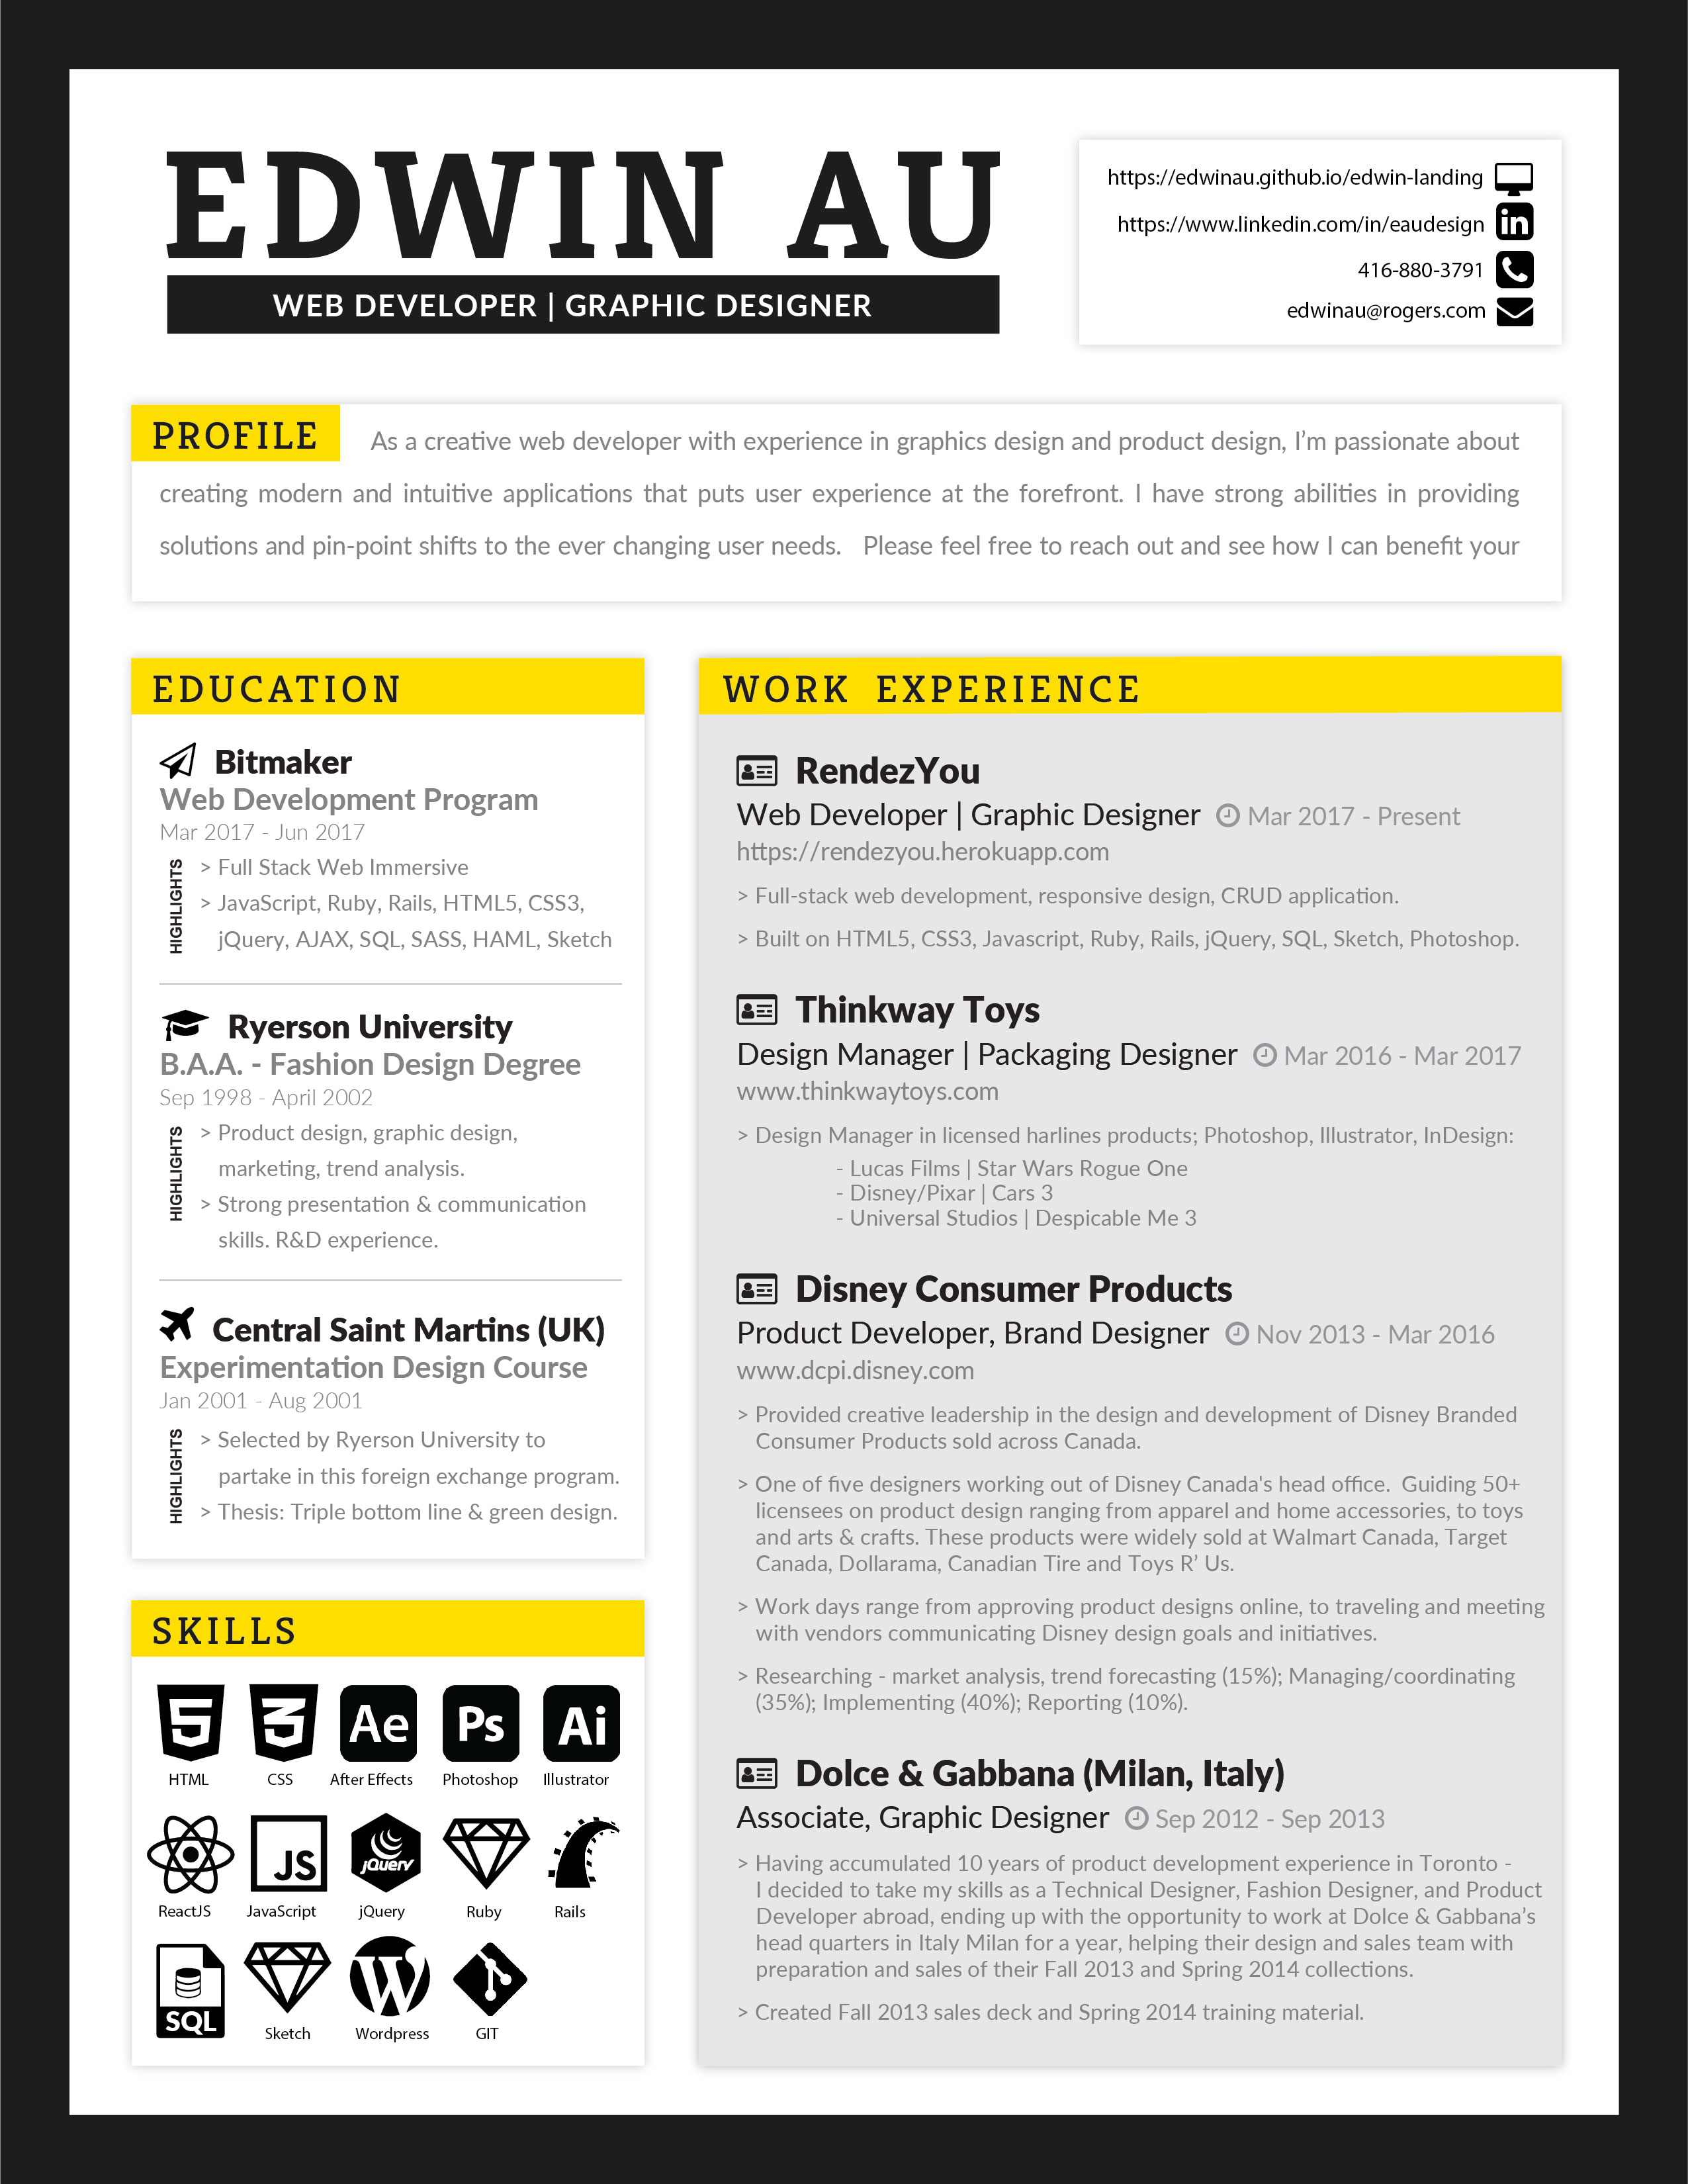 EDWIN AU
WEB DEVELOPER | GRAPHIC DESIGNER
https://edwinau.github.io/edwin-landing
https://www.linkedin.com/in/eaudesign
in
416-880-3791
edwinau@rogers.com
PROFILE
As a creative web developer with experience in graphics design and product design, I'm passionate about
creating modern and intuitive applications that puts user experience at the forefront. I have strong abilities in providing
solutions and pin-point shifts to the ever changing user needs. Please feel free to reach out and see how I can benefit your
EDUCATION
Bitmaker
Web Development Program
Mar 2017 - Jun 2017
HIGHLIGHTS
> Full Stack Web Immersive
> JavaScript, Ruby, Rails, HTML5, CSS3,
jQuery, AJAX, SQL, SASS, HAML, Sketch
Ryerson University
B.A.A. - Fashion Design Degree
Sep 1998 - April 2002
HIGHLIGHTS
> Product design, graphic design,
marketing, trend analysis.
> Strong presentation & communication
skills. R&D experience.
Central Saint Martins (UK)
Experimentation Design Course
Jan 2001 - Aug 2001
HIGHLIGHTS
> Selected by Ryerson University to
partake in this foreign exchange program.
> Thesis: Triple bottom line & green design.
SKILLS
5 3 Ae Ps Ai
HTML CSS After Effects Photoshop Illustrator
JS jQuery
ReactJS JavaScript jQuery Ruby Rails
SQL W
Sketch Wordpress GIT
WORK EXPERIENCE
RendezYou
Web Developer | Graphic Designer Mar 2017 - Present
https://rendezyou.herokuapp.com
> Full-stack web development, responsive design, CRUD application.
> Built on HTML5, CSS3, Javascript, Ruby, Rails, jQuery, SQL, Sketch, Photoshop.
Thinkway Toys
Design Manager | Packaging Designer Mar 2016 - Mar 2017
www.thinkwaytoys.com
> Design Manager in licensed harlines products; Photoshop, Illustrator, InDesign:
- Lucas Films | Star Wars Rogue One
- Disney/Pixar | Cars 3
- Universal Studios | Despicable Me 3
Disney Consumer Products
Product Developer, Brand Designer Nov 2013 - Mar 2016
www.dcpi.disney.com
> Provided creative leadership in the design and development of Disney Branded
Consumer Products sold across Canada.
> One of five designers working out of Disney Canada's head office. Guiding 50+
licensees on product design ranging from apparel and home accessories, to toys
and arts & crafts. These products were widely sold at Walmart Canada, Target
Canada, Dollarama, Canadian Tire and Toys R' Us.
> Work days range from approving product designs online, to traveling and meeting
with vendors communicating Disney design goals and initiatives.
> Researching - market analysis, trend forecasting (15%); Managing/coordinating
(35%); Implementing (40%); Reporting (10%).
Dolce & Gabbana (Milan, Italy)
Associate, Graphic Designer Sep 2012 - Sep 2013
> Having accumulated 10 years of product development experience in Toronto -
I decided to take my skills as a Technical Designer, Fashion Designer, and Product
Developer abroad, ending up with the opportunity to work at Dolce & Gabbana's
head quarters in Italy Milan for a year, helping their design and sales team with
preparation and sales of their Fall 2013 and Spring 2014 collections.
> Created Fall 2013 sales deck and Spring 2014 training material.